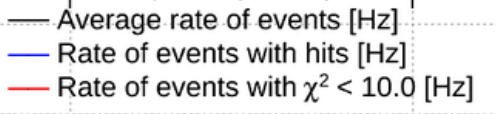 Average rate of events [Hz]
Rate of events with hits [Hz]
Rate of events with χ² < 10.0 [Hz]